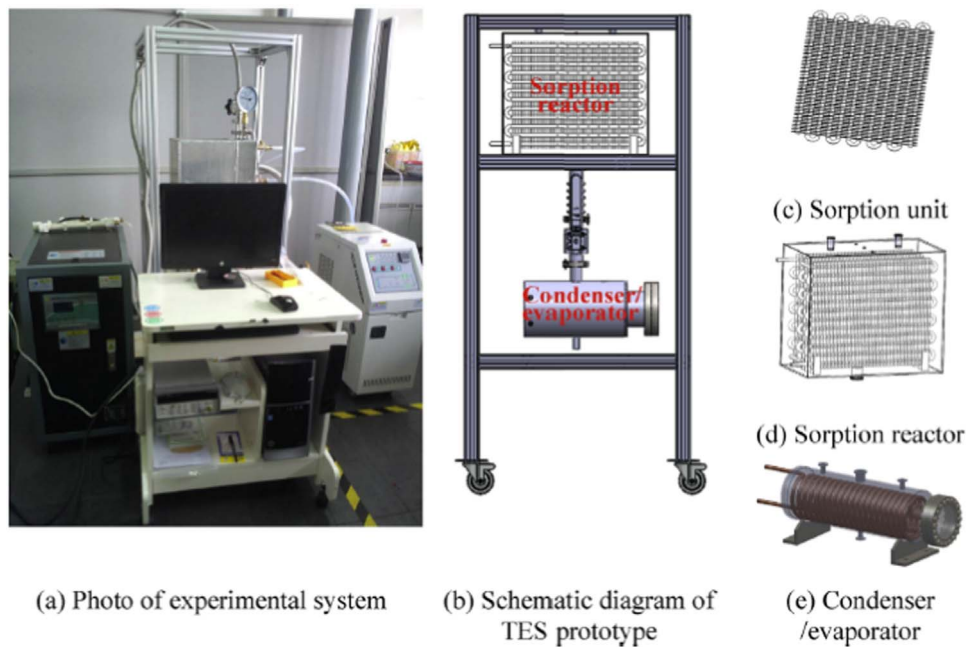 Sorption
reactor
Condenser/
evaporator
(c) Sorption unit
(d) Sorption reactor
(a) Photo of experimental system
(b) Schematic diagram of
TES prototype
(e) Condenser
/evaporator